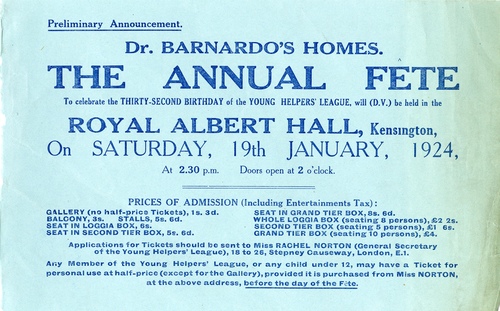 Preliminary Announcement.
Dr. BARNARDO'S HOMES.
THE ANNUAL FÊTE
To celebrate the THIRTY-SECOND BIRTHDAY of the YOUNG HELPERS' LEAGUE, will (D.V.) be held in the
ROYAL ALBERT HALL, Kensington,
On SATURDAY, 19th JANUARY, 1924,
At 2.30 p.m. Doors open at 2 o'clock.
PRICES OF ADMISSION (Including Entertainments Tax):
GALLERY (no half-price Tickets), 1s. 3d.
BALCONY, 3s. STALLS, 5s. 6d.
SEAT IN LOGGIA BOX, 6s.
SEAT IN SECOND TIER BOX, 5s. 6d.
SEAT IN GRAND TIER BOX, 8s. 6d.
WHOLE LOGGIA BOX (seating 8 persons), £2 2s.
SECOND TIER BOX (seating 5 persons), £1 6s.
GRAND TIER BOX (seating 10 persons), £4.
Applications for Tickets should be sent to Miss RACHEL NORTON (General Secretary
of the Young Helpers' League), 18 to 26, Stepney Causeway, London, E.1.
Any Member of the Young Helpers' League, or any child under 12, may have a Ticket for
personal use at half-price (except for the Gallery), provided it is purchased from Miss NORTON,
at the above address, before the day of the Fête.